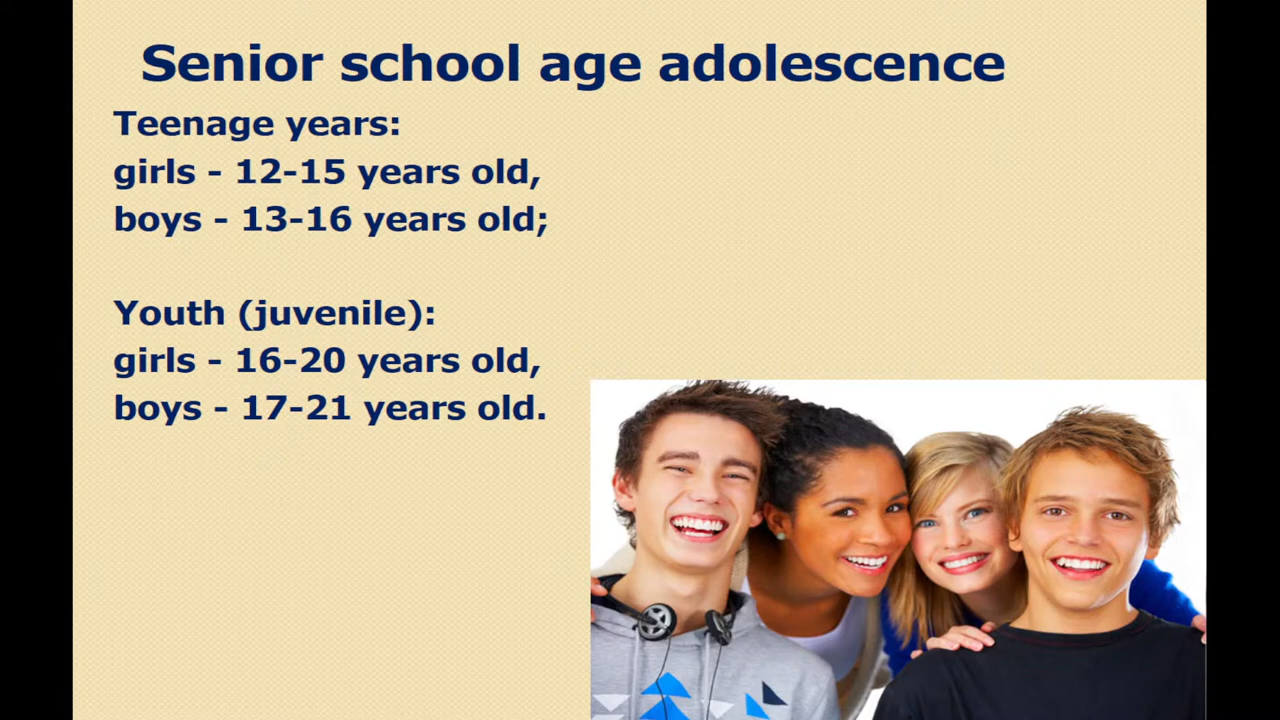 Senior school age adolescence
Teenage years:
girls - 12-15 years old,
boys - 13-16 years old;
Youth (juvenile):
girls - 16-20 years old,
boys - 17-21 years old.